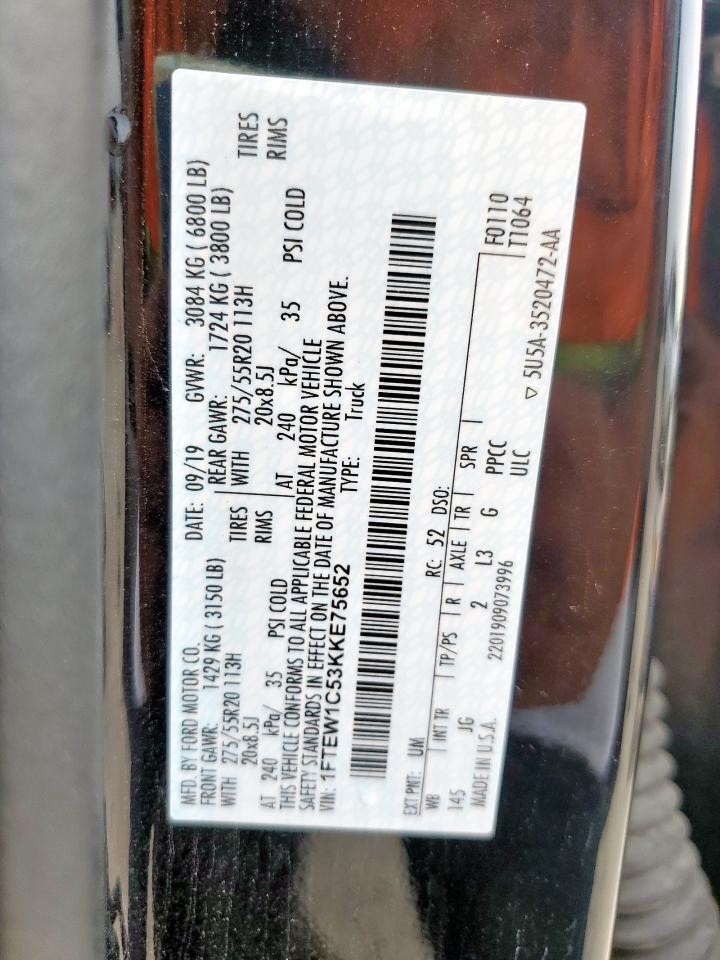 MFD. BY FORD MOTOR CO.
DATE: 09/19 GVWR: 3084 KG ( 6800 LB)
FRONT GAWR: 1429 KG ( 3150 LB) REAR GAWR: 1724 KG ( 3800 LB)
WITH 275/55R20 113H TIRES WITH 275/55R20 113H TIRES
20x8.5J RIMS 20x8.5J RIMS
AT 240 kPa/ 35 PSI COLD AT 240 kPa/ 35 PSI COLD
THIS VEHICLE CONFORMS TO ALL APPLICABLE FEDERAL MOTOR VEHICLE
SAFETY STANDARDS IN EFFECT ON THE DATE OF MANUFACTURE SHOWN ABOVE.
VIN: 1FTEW1C53KKE75652 TYPE: Truck
EXT PNT: UM RC: 52 DSO:
WB INT TR TP/PS R AXLE TR SPR F0110
145 JG 2 L3 G PPCC T1064
MADE IN U.S.A. 2201909073996 ULC
▽ 5U5A-3520472-AA